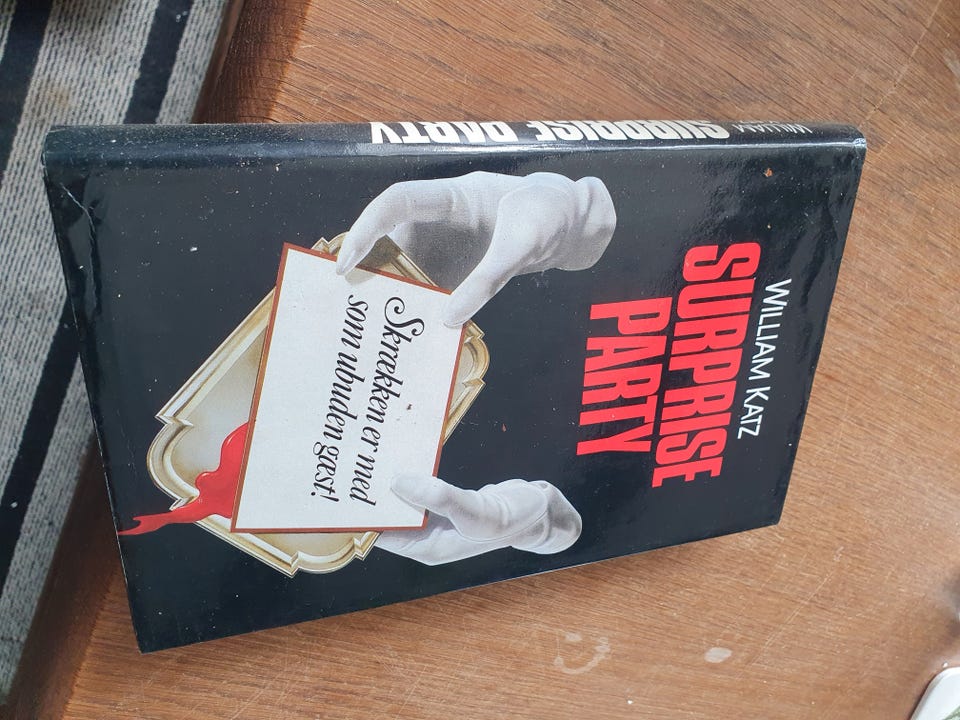 WILLIAM KATZ
SURPRISE
PARTY
Skrækken er med
som ubuden gæst!
WILLIAM
SURPRISE PARTY